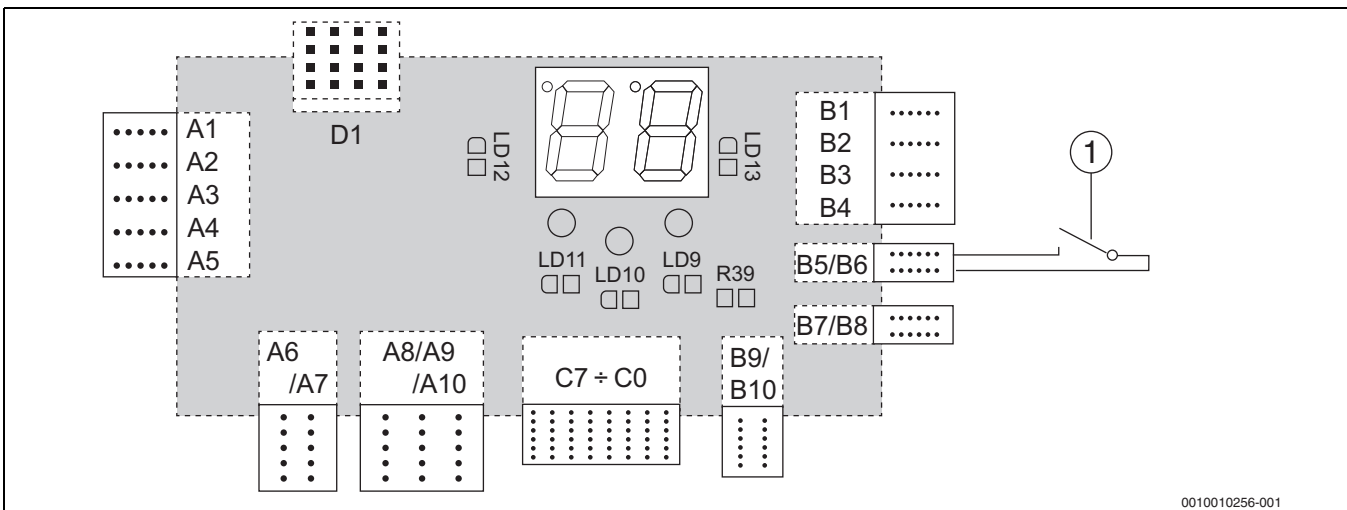 D1
A1
A2
A3
A4
A5
LD12
LD13
B1
B2
B3
B4
1
LD11
LD10
LD9
R39
B5/B6
B7/B8
A6
/A7
A8/A9
/A10
C7 ÷ C0
B9/
B10
0010010256-001